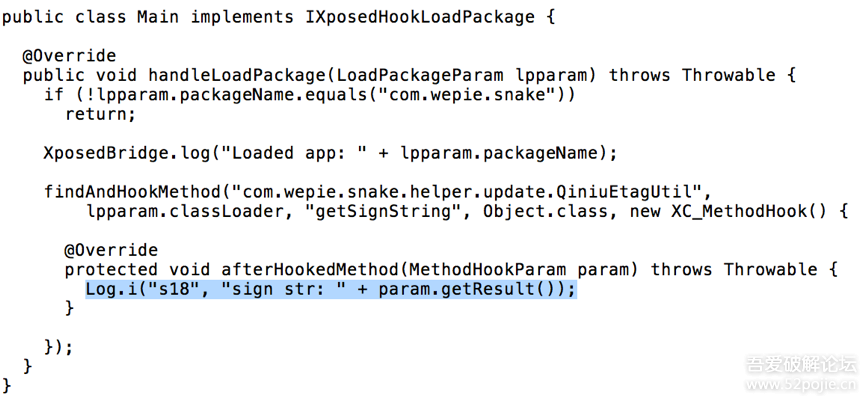 public class Main implements IXposedHookLoadPackage {
@Override
public void handleLoadPackage(LoadPackageParam lpparam) throws Throwable {
if (!lpparam.packageName.equals("com.wepie.snake"))
return;
XposedBridge.log("Loaded app: " + lpparam.packageName);
findAndHookMethod("com.wepie.snake.helper.update.QiniuEtagUtil",
lpparam.classLoader, "getSignString", Object.class, new XC_MethodHook() {
@Override
protected void afterHookedMethod(MethodHookParam param) throws Throwable {
Log.i("s18", "sign str: " + param.getResult());
}
});
}
}
吾爱破解论坛
www.52pojie.cn